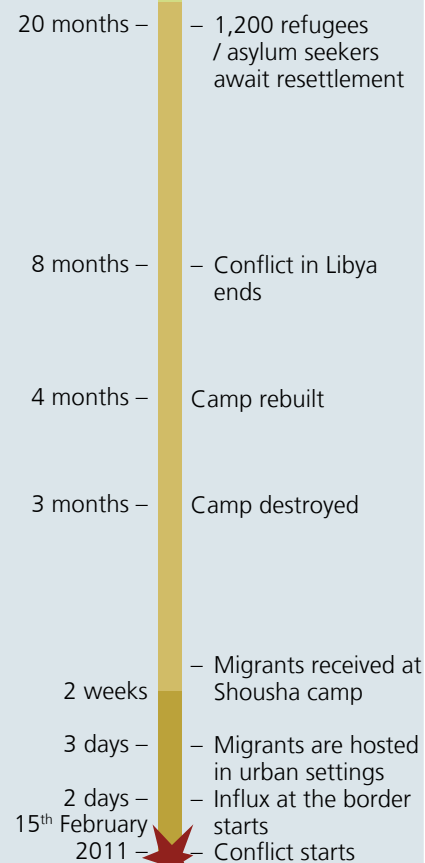 20 months –
– 1,200 refugees
/ asylum seekers
await resettlement
8 months –
– Conflict in Libya
ends
4 months –
Camp rebuilt
3 months –
Camp destroyed
2 weeks
– Migrants received at
Shousha camp
3 days –
– Migrants are hosted
in urban settings
2 days –
– Influx at the border
starts
15th February
2011 –
– Conflict starts